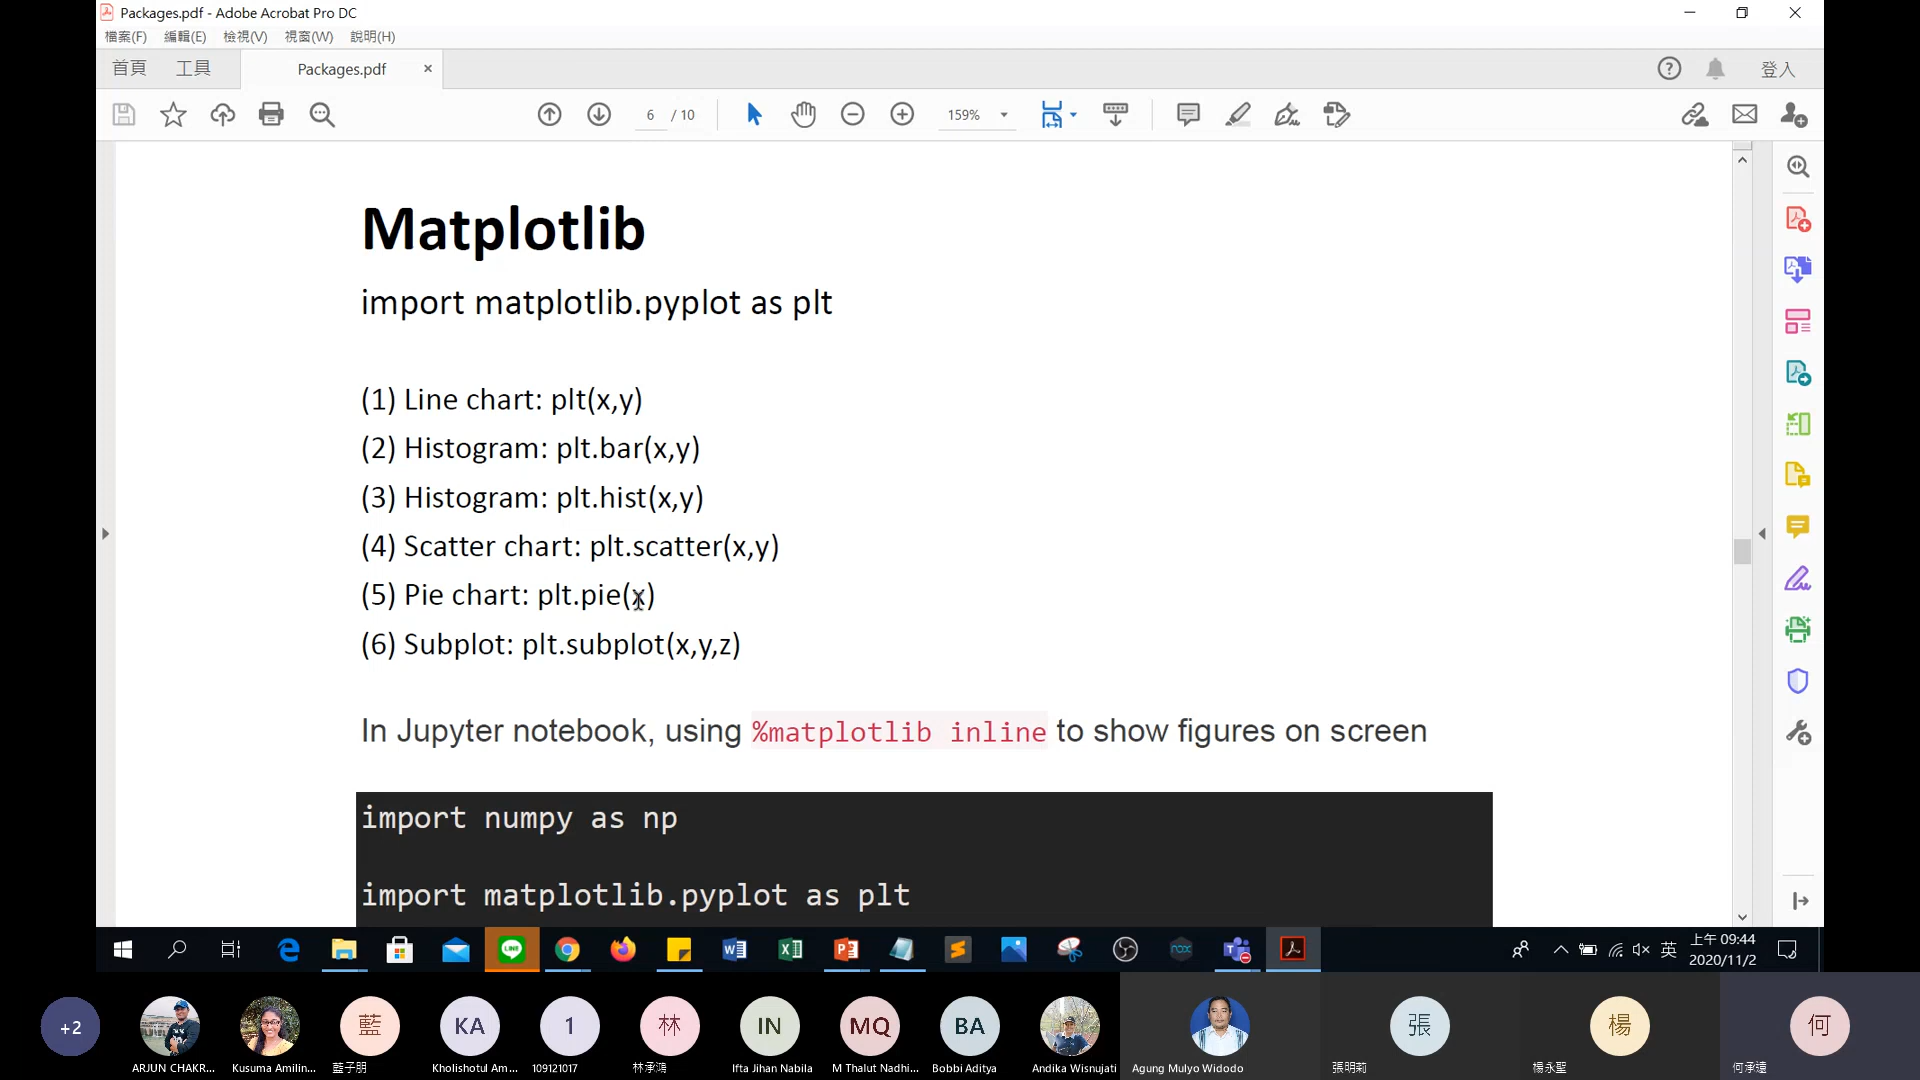 Packages.pdf - Adobe Acrobat Pro DC
檔案(F) 編輯(E) 檢視(V) 視窗(W) 說明(H)
首頁 工具 Packages.pdf × 登入
6 / 10 159%
Matplotlib
import matplotlib.pyplot as plt
(1) Line chart: plt(x,y)
(2) Histogram: plt.bar(x,y)
(3) Histogram: plt.hist(x,y)
(4) Scatter chart: plt.scatter(x,y)
(5) Pie chart: plt.pie(x)
(6) Subplot: plt.subplot(x,y,z)
In Jupyter notebook, using %matplotlib inline to show figures on screen
import numpy as np
import matplotlib.pyplot as plt
英 上午 09:44
2020/11/2
+2 藍 KA 1 林 IN MQ BA 張 楊 何
ARJUN CHAKR... Kusuma Amilin... 藍子朋 Kholishotul Am... 109121017 林承鴻 Ifta Jihan Nabila M Thalut Nadhi... Bobbi Aditya Andika Wisnujati Agung Mulyo Widodo 張明莉 楊永聖 何承遠